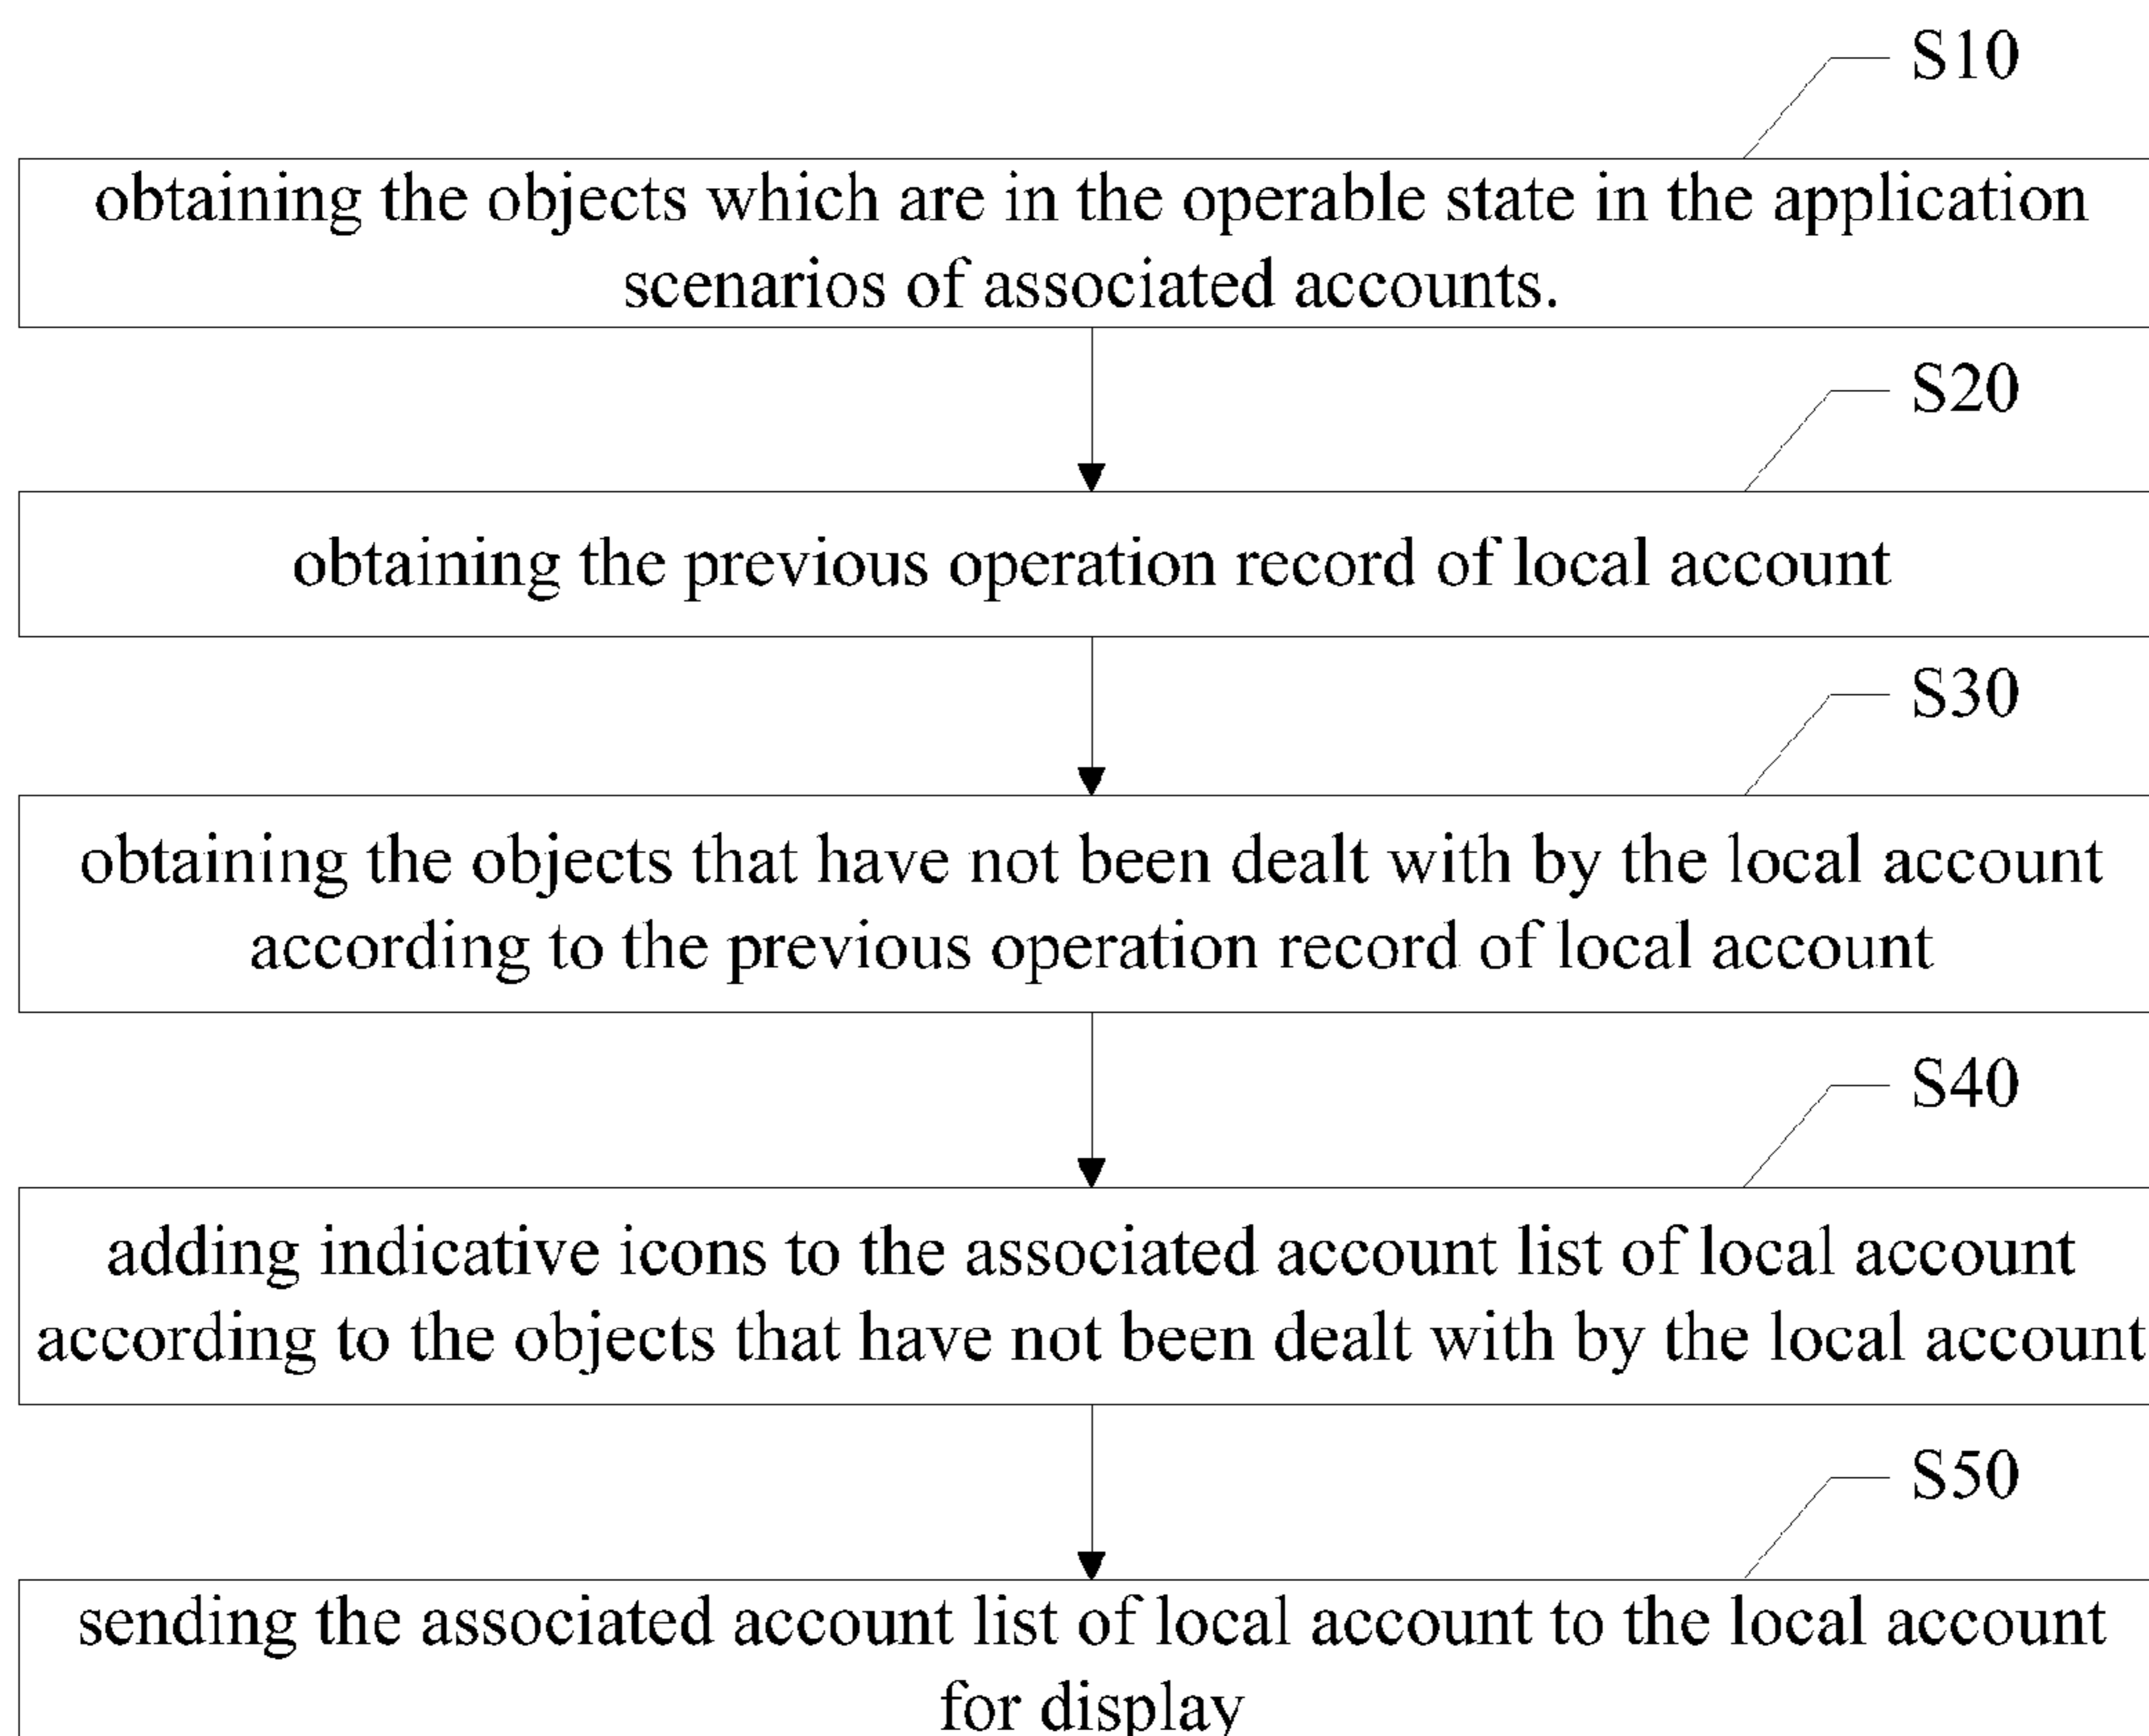 S10
obtaining the objects which are in the operable state in the application
scenarios of associated accounts.
S20
obtaining the previous operation record of local account
S30
obtaining the objects that have not been dealt with by the local account
according to the previous operation record of local account
S40
adding indicative icons to the associated account list of local account
according to the objects that have not been dealt with by the local account
S50
sending the associated account list of local account to the local account
for display